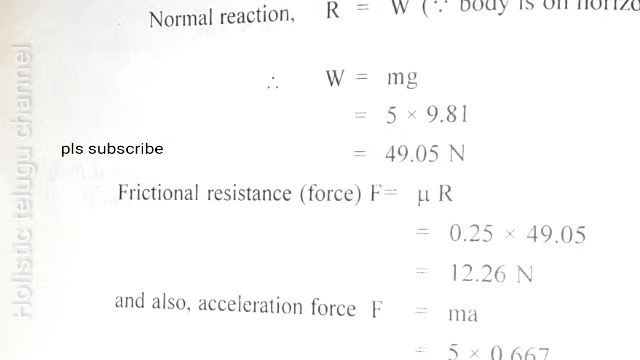 Normal reaction, R = W (∵ body is on horizo
∴ W = mg
= 5 × 9.81
= 49.05 N
Frictional resistance (force) F= μ R
= 0.25 × 49.05
= 12.26 N
and also, acceleration force F = ma
= 5 × 0.667
pls subscribe
Holistic telugu channel